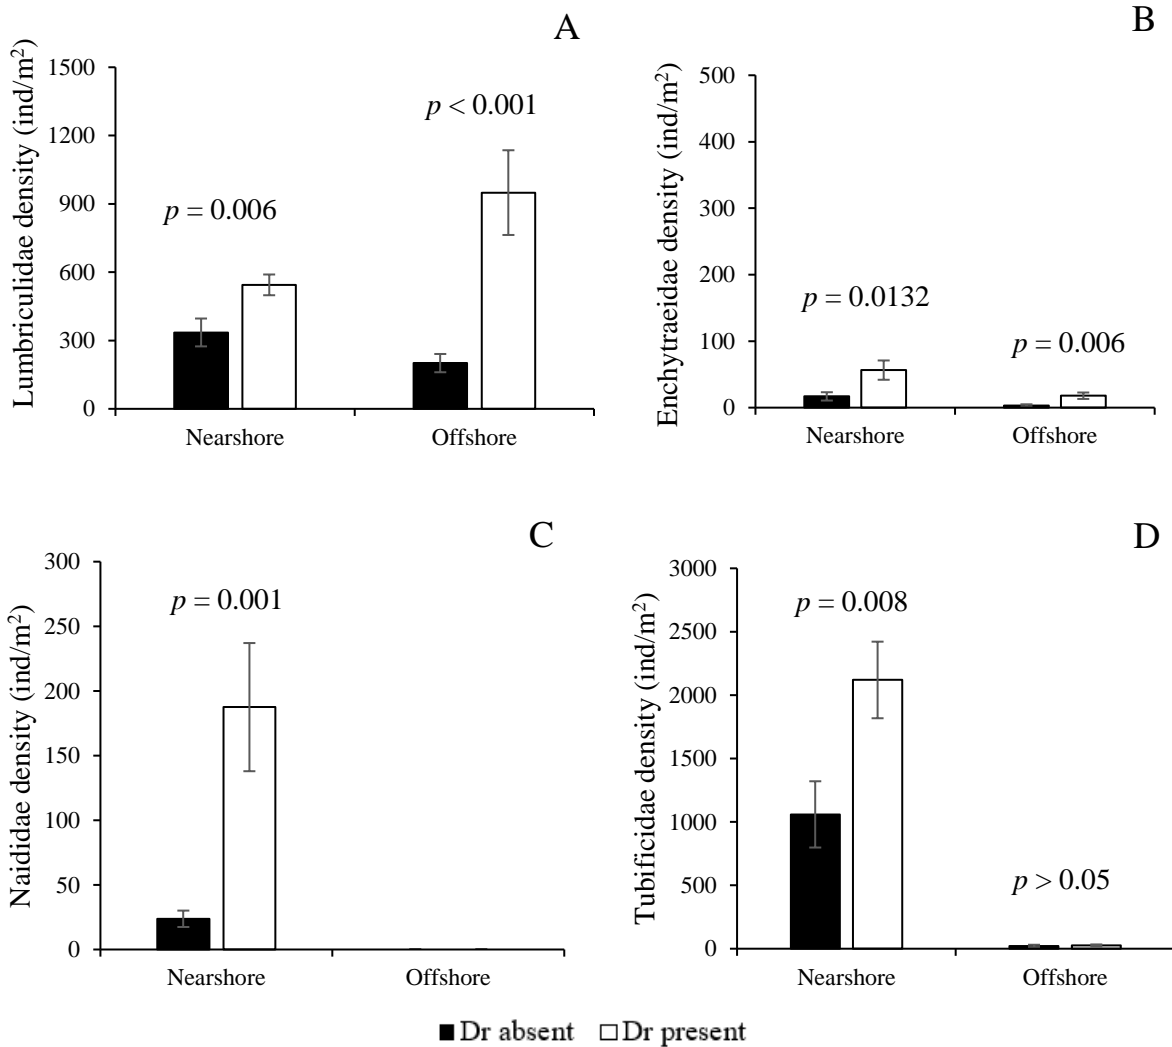 A
Lumbriculidae density (ind/m²)
1500
1200
900
600
300
0
p = 0.006
p < 0.001
Nearshore
Offshore
B
Enchytraeidae density (ind/m²)
500
400
300
200
100
0
p = 0.0132
p = 0.006
Nearshore
Offshore
C
Naididae density (ind/m²)
300
250
200
150
100
50
0
p = 0.001
Nearshore
Offshore
D
Tubificidae density (ind/m²)
3000
2500
2000
1500
1000
500
0
p = 0.008
p > 0.05
Nearshore
Offshore
Dr absent Dr present